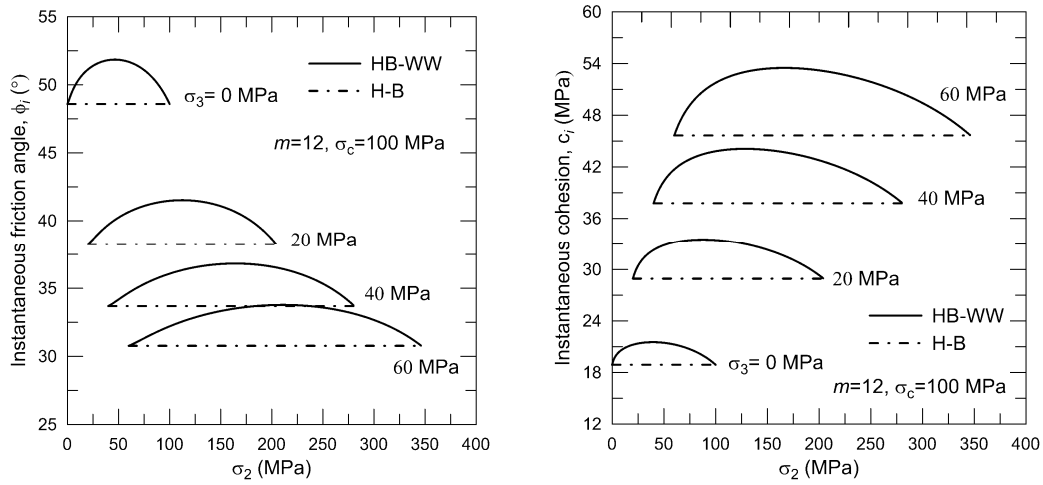 55
50
45
40
35
30
25
0
50
100
150
200
250
300
350
400
Instantaneous friction angle, ϕi (°)
σ2 (MPa)
HB-WW
H-B
σ3= 0 MPa
m=12, σc=100 MPa
20 MPa
40 MPa
60 MPa
60
54
48
42
36
30
24
18
12
0
50
100
150
200
250
300
350
400
Instantaneous cohesion, ci (MPa)
σ2 (MPa)
60 MPa
40 MPa
20 MPa
HB-WW
H-B
σ3= 0 MPa
m=12, σc=100 MPa